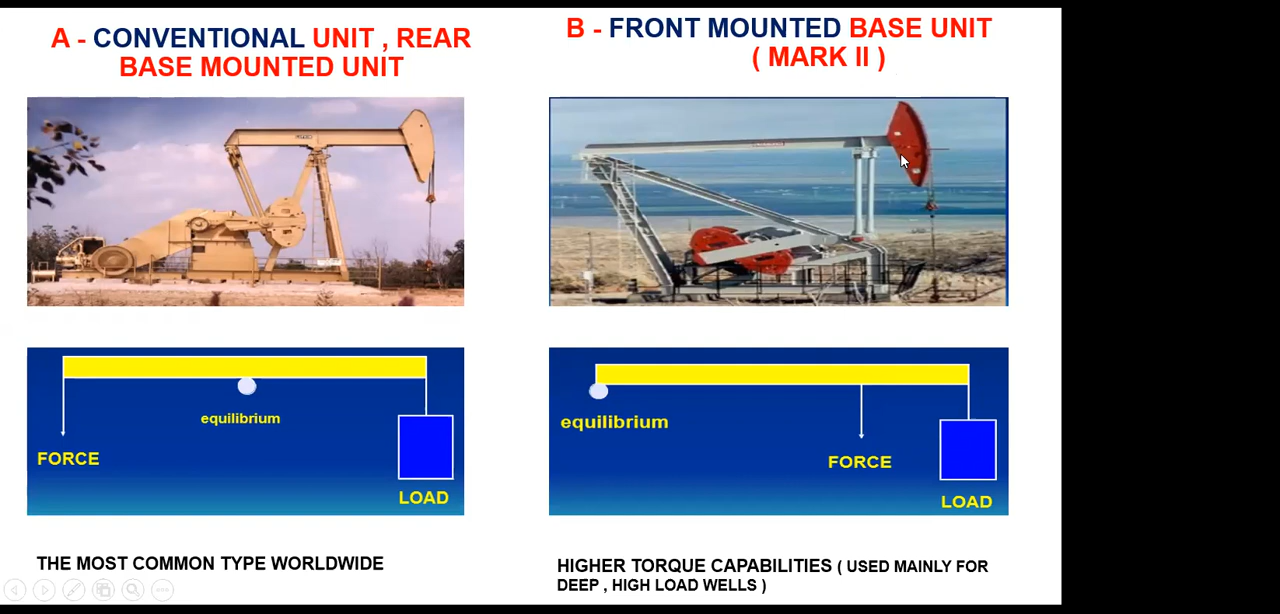 A - CONVENTIONAL UNIT , REAR
BASE MOUNTED UNIT
B - FRONT MOUNTED BASE UNIT
( MARK II )
equilibrium
FORCE
LOAD
equilibrium
FORCE
LOAD
THE MOST COMMON TYPE WORLDWIDE
HIGHER TORQUE CAPABILITIES ( USED MAINLY FOR
DEEP , HIGH LOAD WELLS )